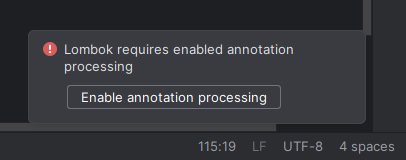 Lombok requires enabled annotation
processing
Enable annotation processing
115:19 LF UTF-8 4 spaces